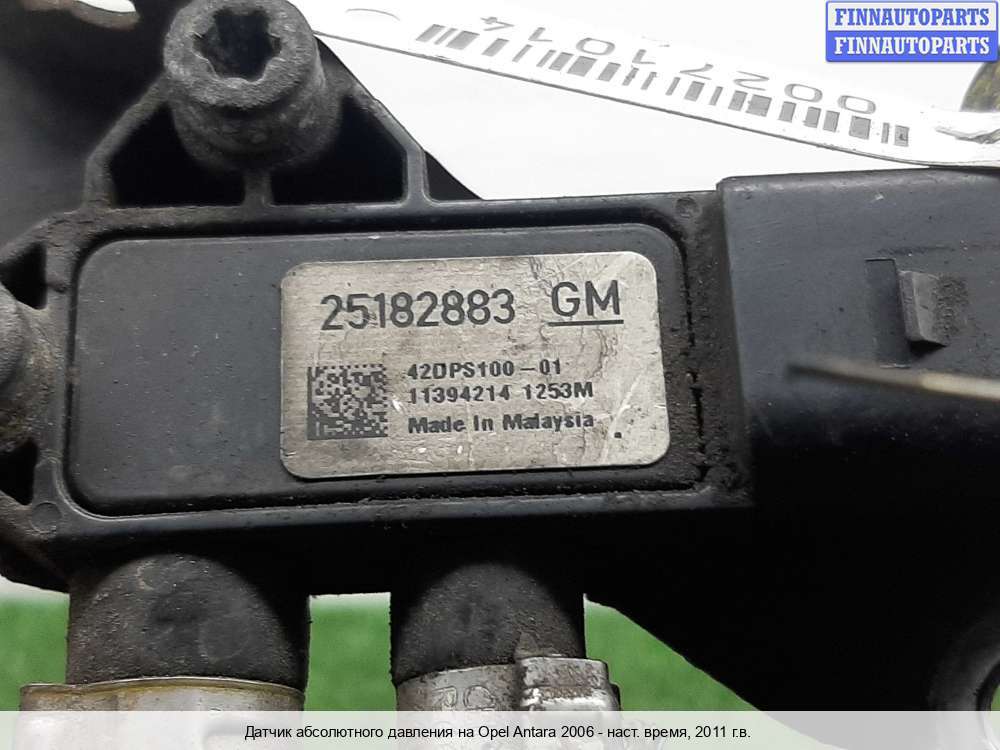 FINNAUTOPARTS
FINNAUTOPARTS
00271014
25182883 GM
42DPS100-01
11394214 1253M
Made In Malaysia
Датчик абсолютного давления на Opel Antara 2006 - наст. время, 2011 г.в.